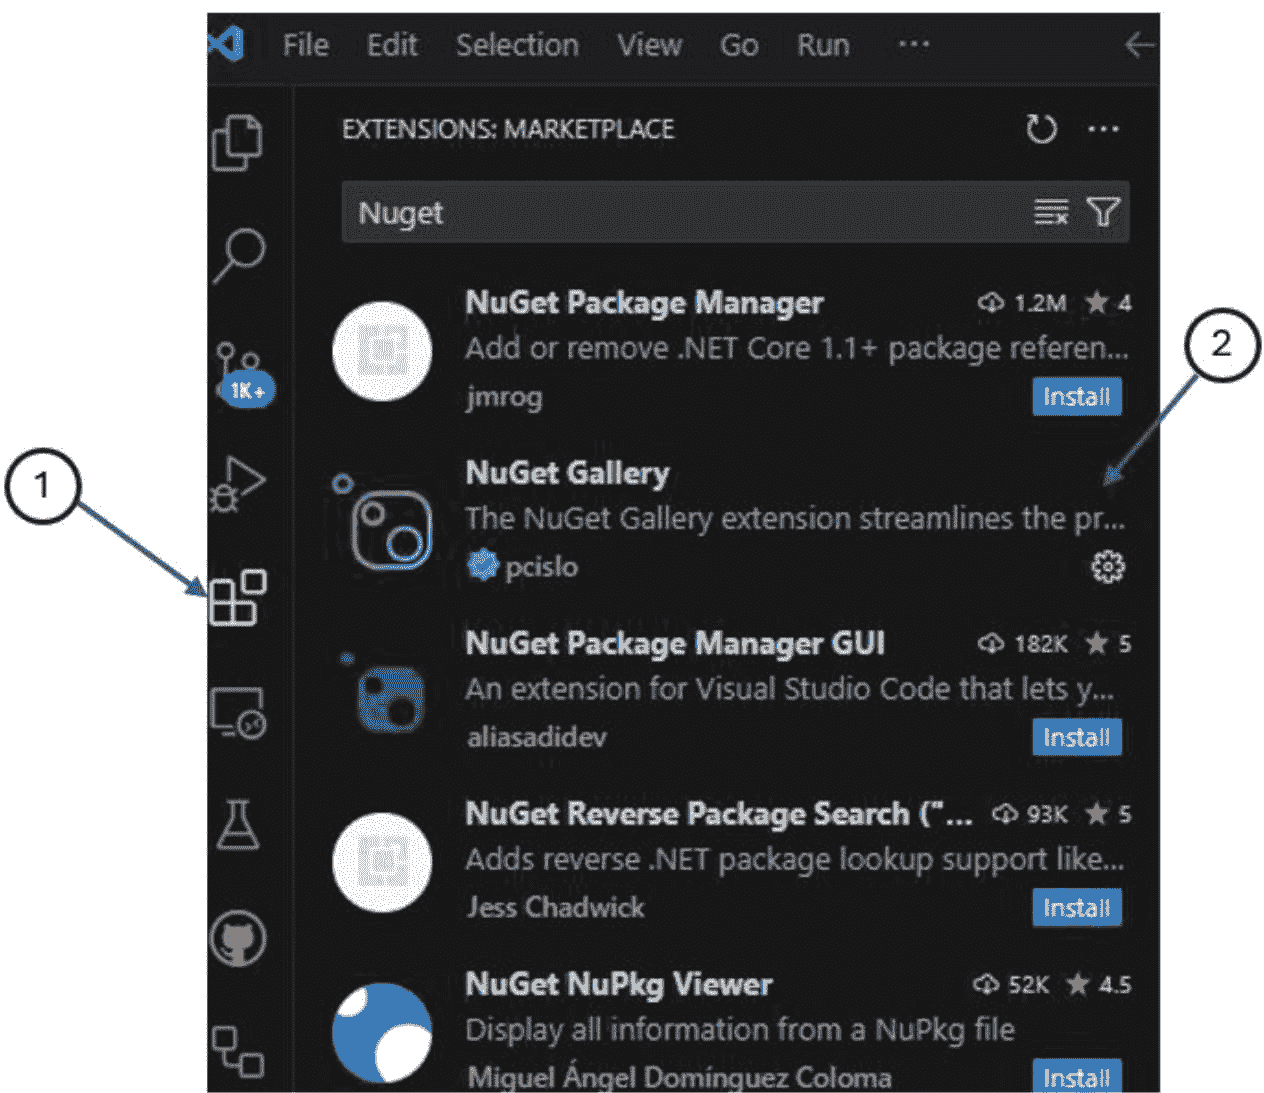 File Edit Selection View Go Run ...
EXTENSIONS: MARKETPLACE ...
Nuget
NuGet Package Manager 1.2M ★ 4
Add or remove .NET Core 1.1+ package referen...
jmrog Install
2
NuGet Gallery
The NuGet Gallery extension streamlines the pr...
pcislo
1K+
1
NuGet Package Manager GUI 182K ★ 5
An extension for Visual Studio Code that lets y...
aliasadidev Install
NuGet Reverse Package Search ("... 93K ★ 5
Adds reverse .NET package lookup support like...
Jess Chadwick Install
NuGet NuPkg Viewer 52K ★ 4.5
Display all information from a NuPkg file
Miguel Ángel Domínguez Coloma Install